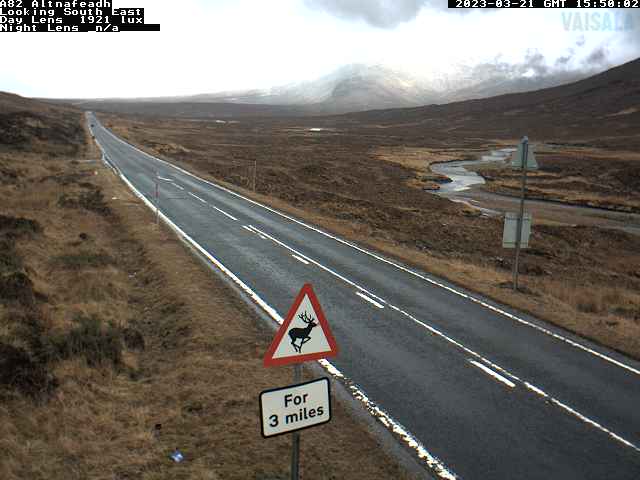 A82 Altnafeadh
Looking South East
Day Lens 1921 lux
Night Lens n/a
2023-03-21 GMT 15:50:02
VAISALA
For
3 miles